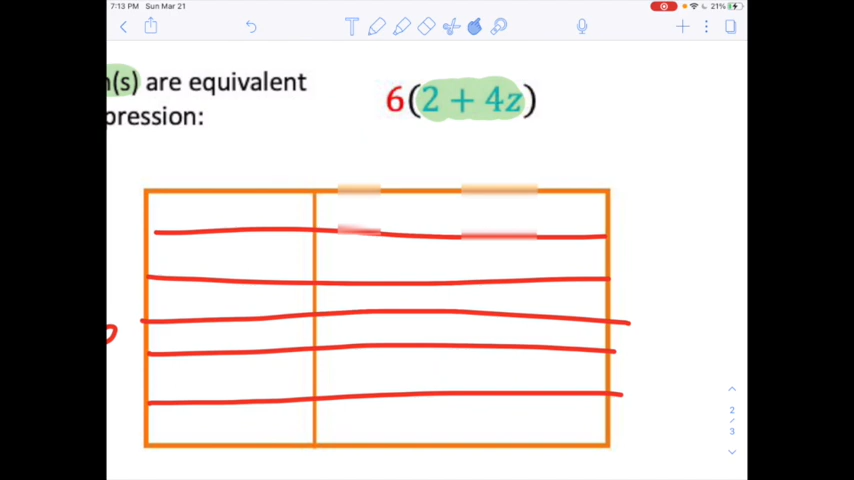 7:13 PM Sun Mar 21
21%
(s) are equivalent
pression:
6(2 + 4z)
2
3